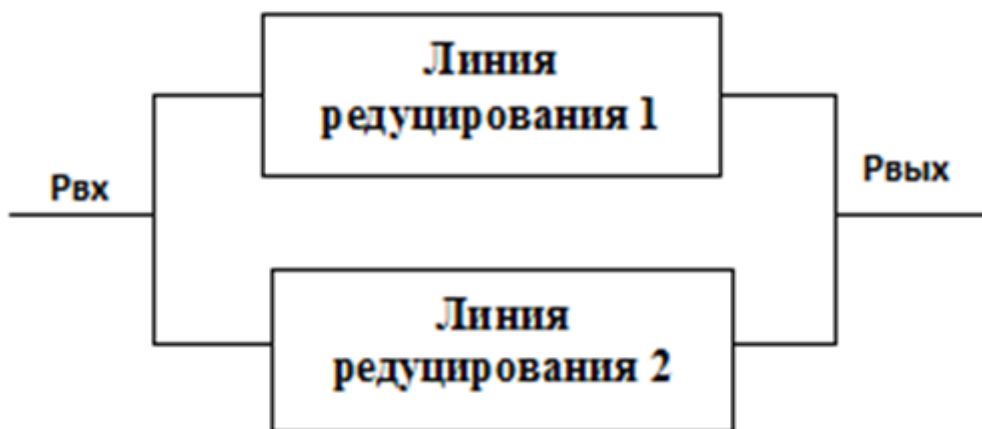 Линия
редуцирования 1
Рвх
Рвых
Линия
редуцирования 2